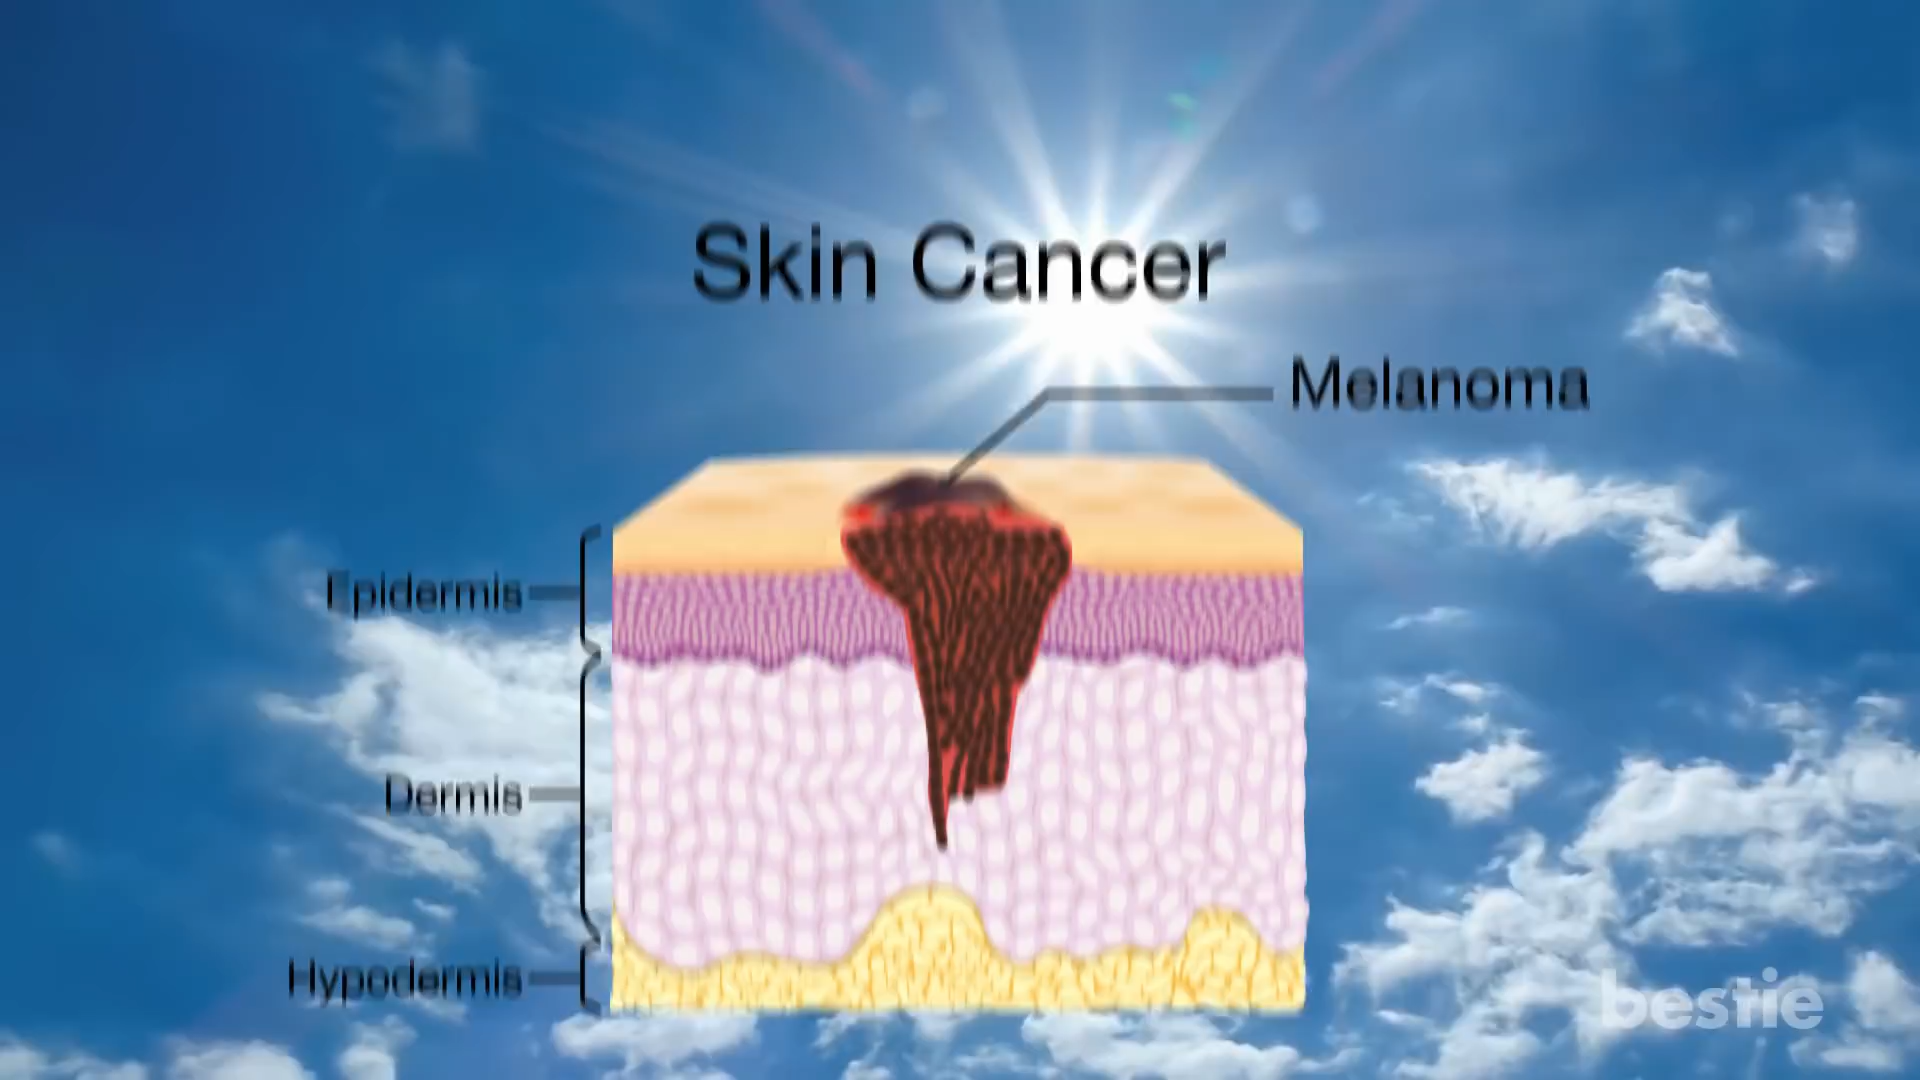 Skin Cancer
Melanoma
Epidermis
Dermis
Hypodermis
bestie